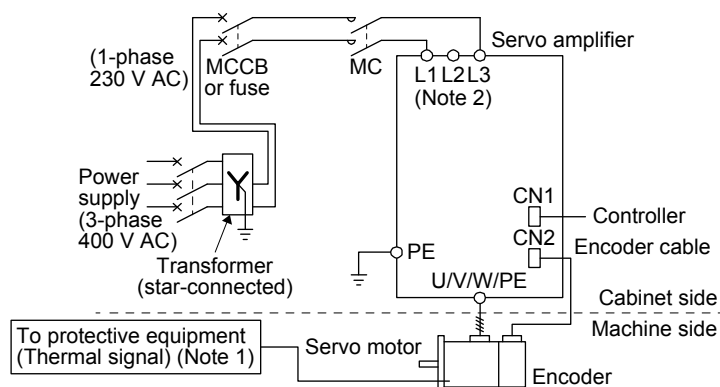 (1-phase
230 V AC)
MCCB
or fuse
MC
Servo amplifier
L1 L2 L3
(Note 2)
Power
supply
(3-phase
400 V AC)
Transformer
(star-connected)
PE
CN1
Controller
CN2
Encoder cable
U/V/W/PE
Cabinet side
Machine side
To protective equipment
(Thermal signal) (Note 1)
Servo motor
Encoder